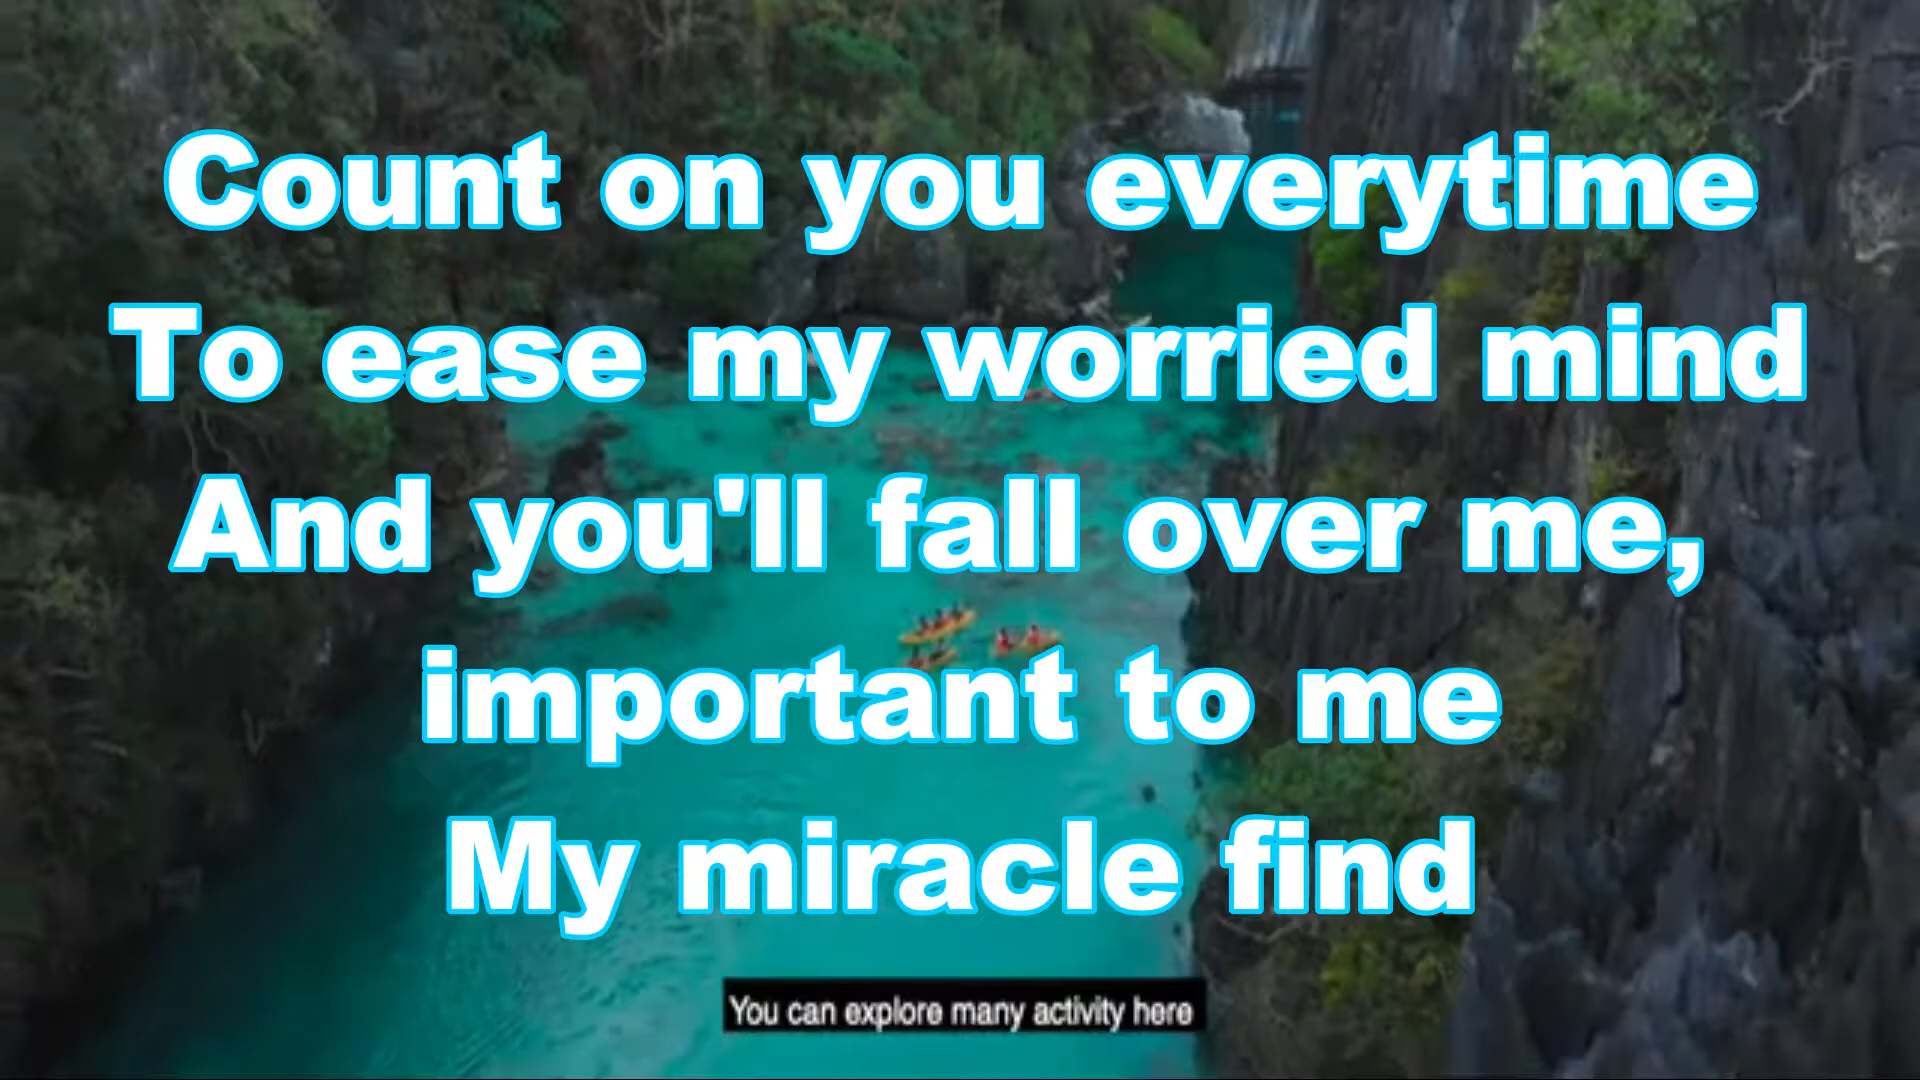 Count on you everytime
To ease my worried mind
And you'll fall over me,
important to me
My miracle find
You can explore many activity here